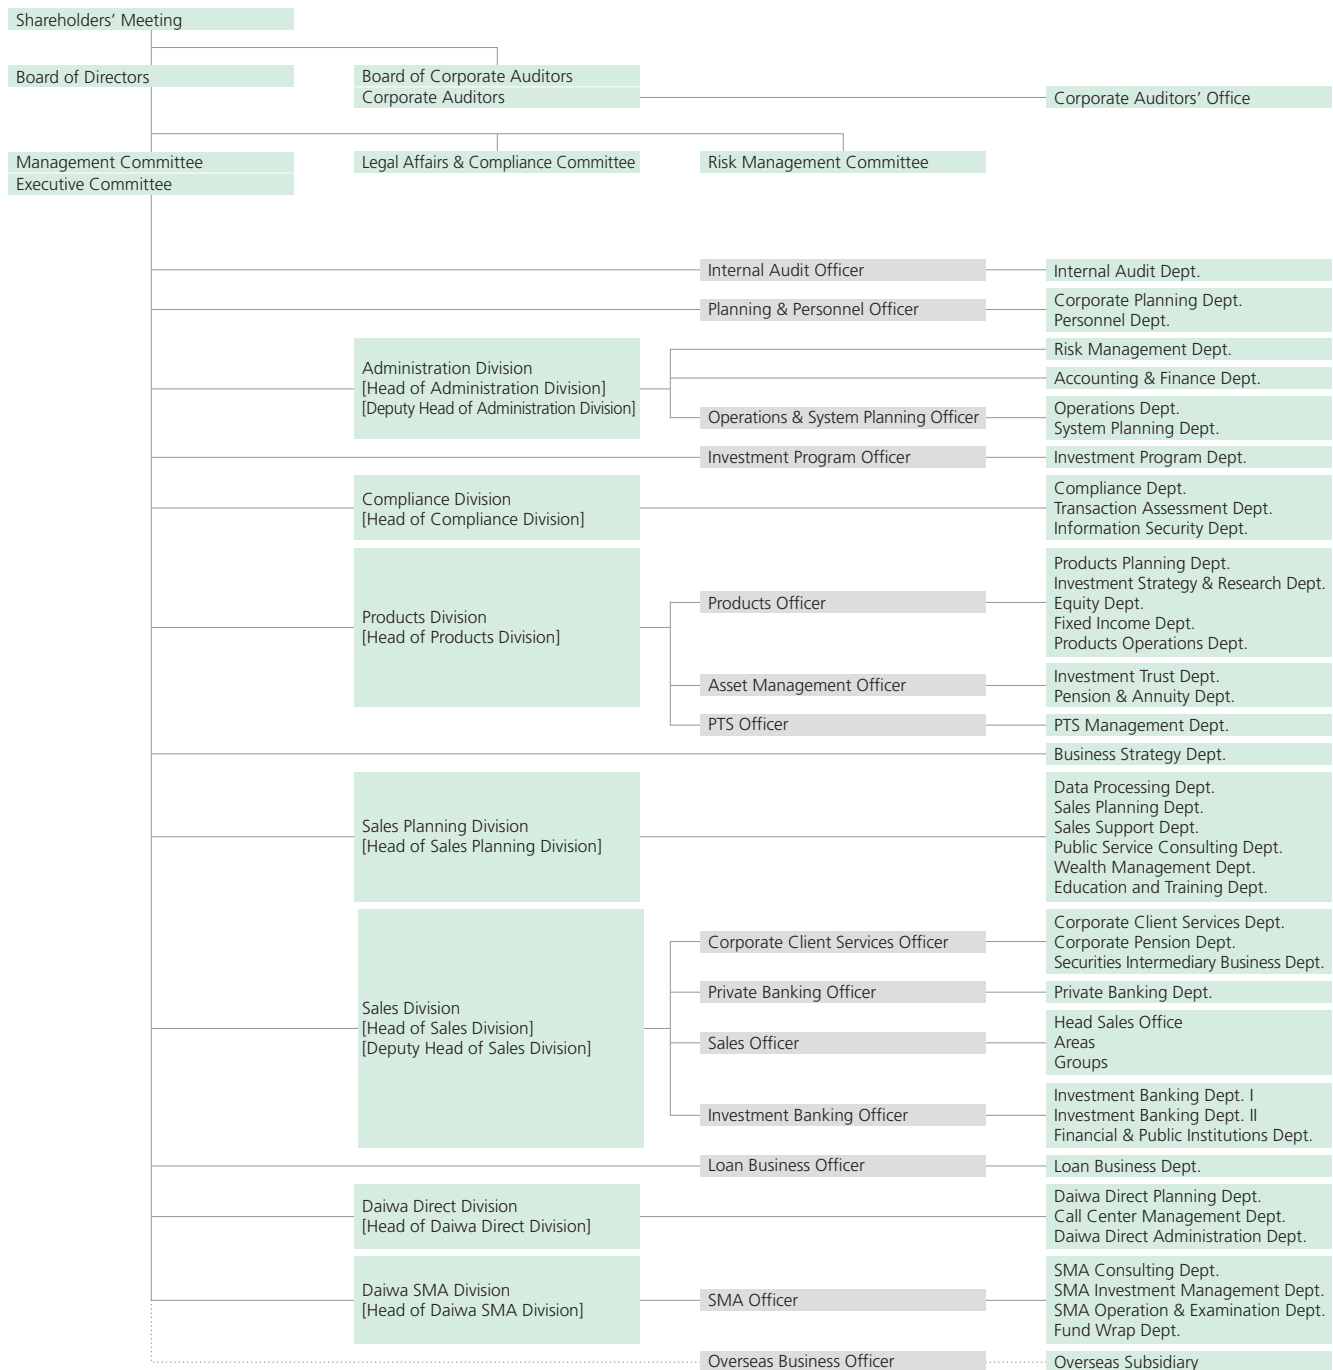 Shareholders’ Meeting
Board of Directors
Board of Corporate Auditors
Corporate Auditors
Corporate Auditors’ Office
Management Committee
Executive Committee
Legal Affairs & Compliance Committee
Risk Management Committee
Internal Audit Officer
Internal Audit Dept.
Planning & Personnel Officer
Corporate Planning Dept.
Personnel Dept.
Administration Division
[Head of Administration Division]
[Deputy Head of Administration Division]
Risk Management Dept.
Accounting & Finance Dept.
Operations & System Planning Officer
Operations Dept.
System Planning Dept.
Investment Program Officer
Investment Program Dept.
Compliance Division
[Head of Compliance Division]
Compliance Dept.
Transaction Assessment Dept.
Information Security Dept.
Products Division
[Head of Products Division]
Products Officer
Products Planning Dept.
Investment Strategy & Research Dept.
Equity Dept.
Fixed Income Dept.
Products Operations Dept.
Asset Management Officer
Investment Trust Dept.
Pension & Annuity Dept.
PTS Officer
PTS Management Dept.
Business Strategy Dept.
Sales Planning Division
[Head of Sales Planning Division]
Data Processing Dept.
Sales Planning Dept.
Sales Support Dept.
Public Service Consulting Dept.
Wealth Management Dept.
Education and Training Dept.
Sales Division
[Head of Sales Division]
[Deputy Head of Sales Division]
Corporate Client Services Officer
Corporate Client Services Dept.
Corporate Pension Dept.
Securities Intermediary Business Dept.
Private Banking Officer
Private Banking Dept.
Sales Officer
Head Sales Office
Areas
Groups
Investment Banking Officer
Investment Banking Dept. I
Investment Banking Dept. II
Financial & Public Institutions Dept.
Loan Business Officer
Loan Business Dept.
Daiwa Direct Division
[Head of Daiwa Direct Division]
Daiwa Direct Planning Dept.
Call Center Management Dept.
Daiwa Direct Administration Dept.
Daiwa SMA Division
[Head of Daiwa SMA Division]
SMA Officer
SMA Consulting Dept.
SMA Investment Management Dept.
SMA Operation & Examination Dept.
Fund Wrap Dept.
Overseas Business Officer
Overseas Subsidiary